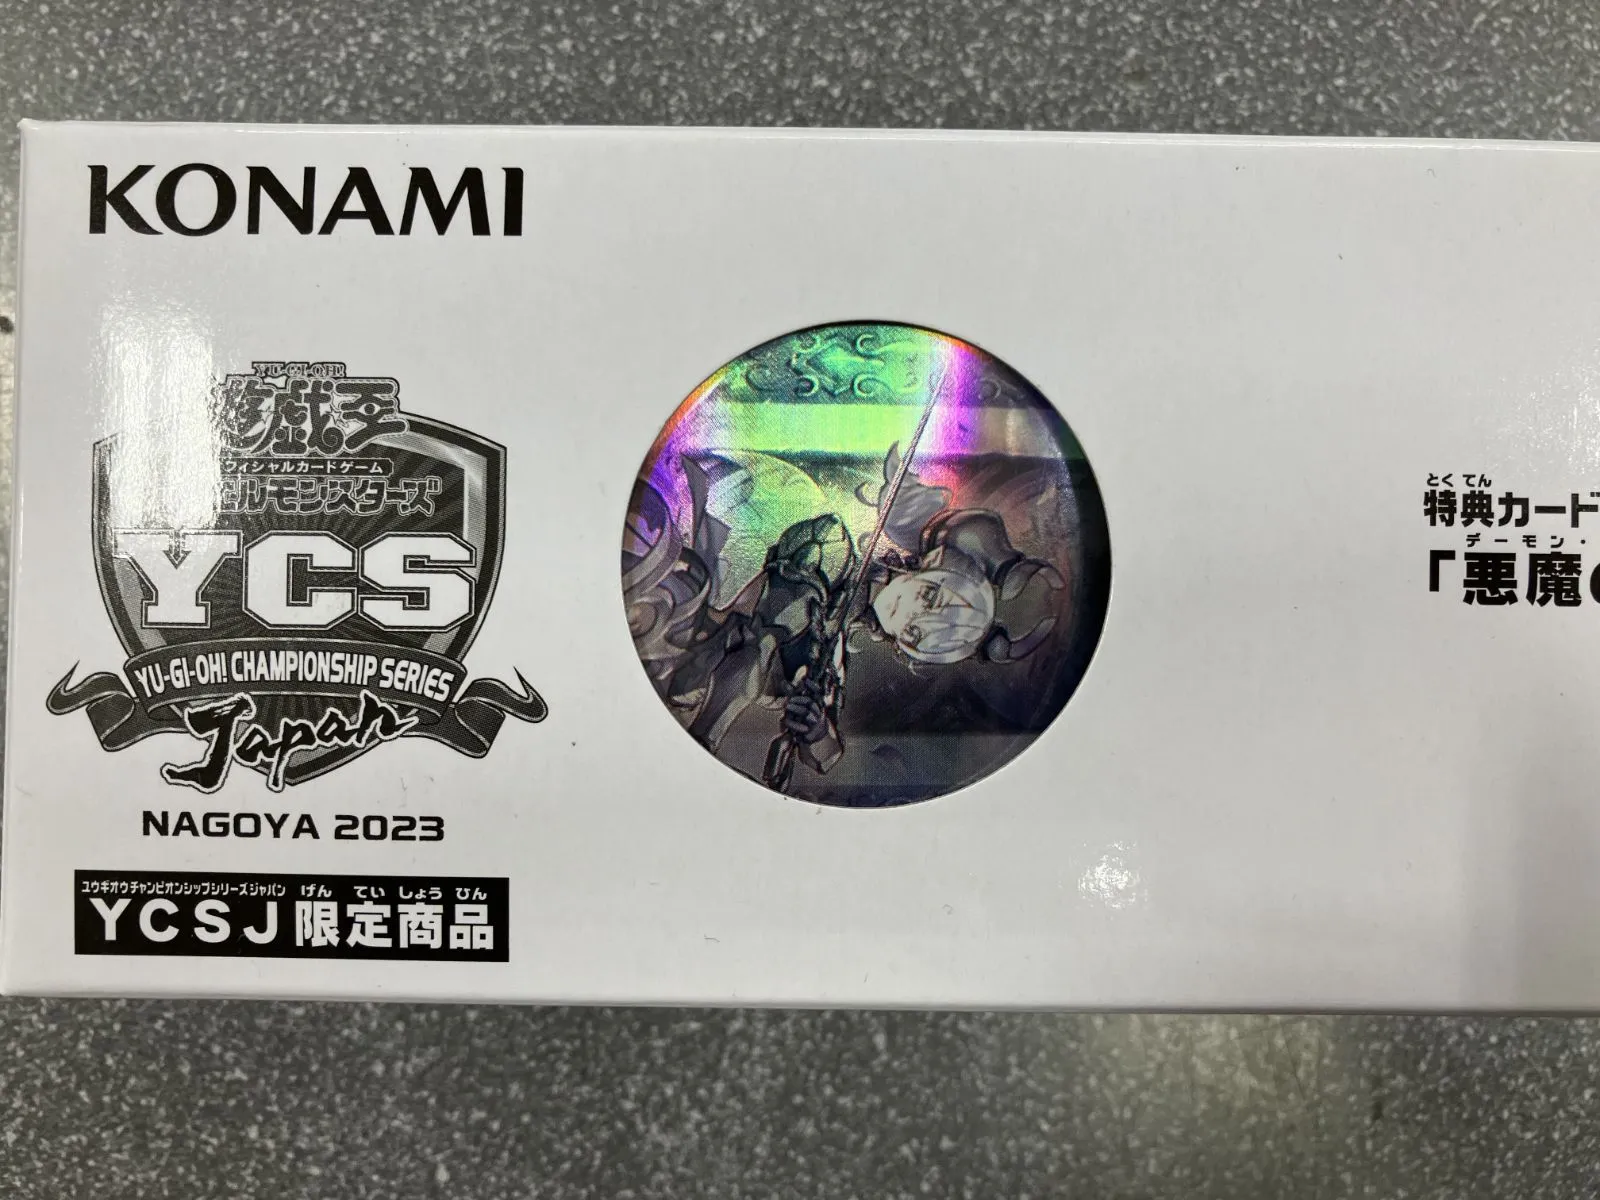 KONAMI
YU-GI-OH!
遊戯王
フィシャルカードゲーム
エルモンスターズ
YCS
YU-GI-OH! CHAMPIONSHIP SERIES
Japan
NAGOYA 2023
ユウギオウチャンピオンシップシリーズジャパン げん てい しょう ひん
YCSJ限定商品
とく てん
特典カード
デーモン・
「悪魔